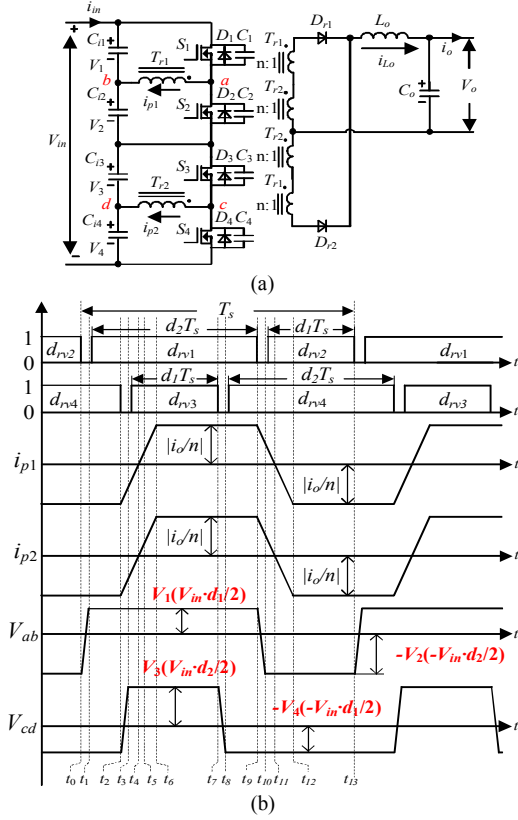 i_in
+
C_i1 + V_1 T_r1 S_1 D_1 C_1
b a
i_p1
C_i2 + V_2 S_2 D_2 C_2
V_in
C_i3 + V_3 S_3 D_3 C_3
T_r2
d c
i_p2
C_i4 + V_4 S_4 D_4 C_4
-
D_r1 L_o i_o
T_r1 n:1
i_Lo
T_r2 n:1
C_o + - V_o
T_r2 n:1
T_r1 n:1
D_r2
(a)
T_s
d_2T_s d_1T_s
1
0
d_rv2 d_rv1 d_rv2 d_rv1 t
d_1T_s d_2T_s
1
0
d_rv4 d_rv3 d_rv4 d_rv3 t
i_p1 |i_o/n| |i_o/n| t
i_p2 |i_o/n| |i_o/n| t
V_1(V_in·d_1/2)
V_ab t
-V_2(-V_in·d_2/2)
V_3(V_in·d_2/2)
-V_4(-V_in·d_1/2)
V_cd t
t_0 t_1 t_2 t_3 t_4 t_5 t_6 t_7 t_8 t_9 t_10 t_11 t_12 t_13
(b)